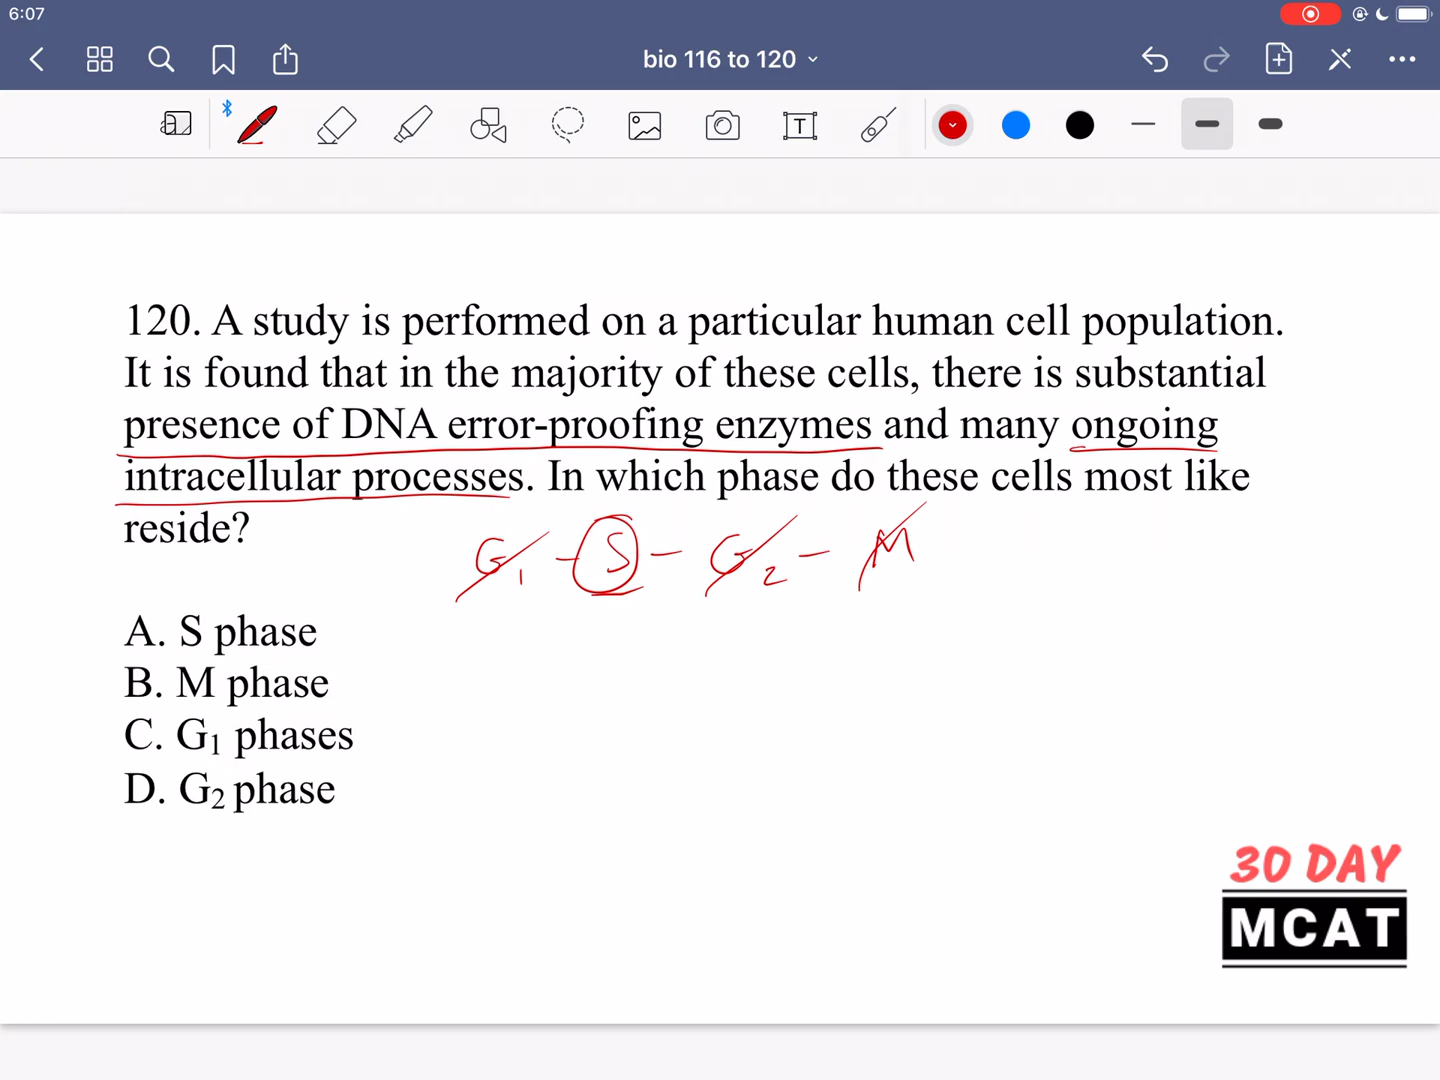 6:07
bio 116 to 120
120. A study is performed on a particular human cell population.
It is found that in the majority of these cells, there is substantial
presence of DNA error-proofing enzymes and many ongoing
intracellular processes. In which phase do these cells most like
reside?
G1 - S - G2 - M
A. S phase
B. M phase
C. G1 phases
D. G2 phase
30 DAY
MCAT